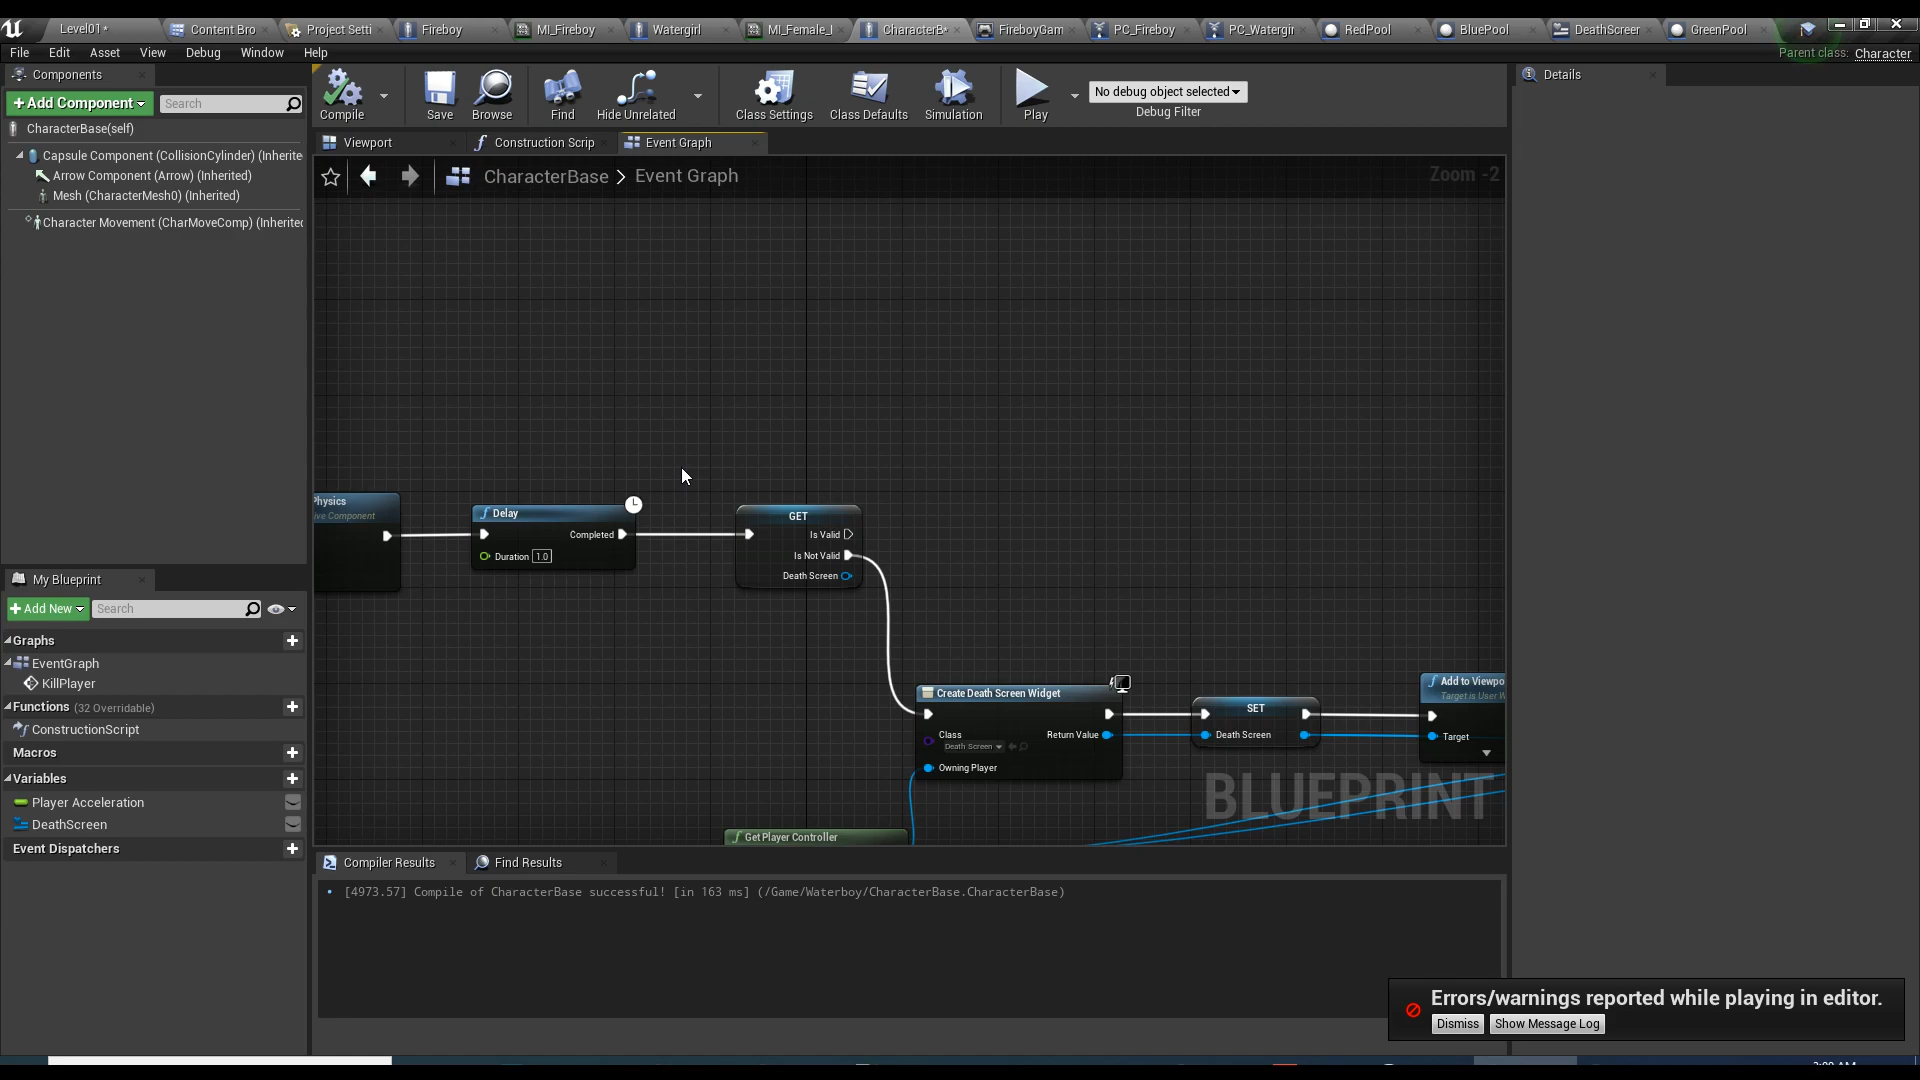 Level01*
Content Bro
Project Setti
Fireboy
MI_Fireboy
Watergirl
MI_Female_I
CharacterB*
FireboyGam
PC_Fireboy
PC_Watergir
RedPool
BluePool
DeathScreer
GreenPool
File Edit Asset View Debug Window Help
Parent class: Character
Components
+Add Component
Search
CharacterBase(self)
Capsule Component (CollisionCylinder) (Inherite
Arrow Component (Arrow) (Inherited)
Mesh (CharacterMesh0) (Inherited)
Character Movement (CharMoveComp) (Inherited
Compile
Save
Browse
Find
Hide Unrelated
Class Settings
Class Defaults
Simulation
Play
No debug object selected
Debug Filter
Details
Viewport
Construction Scrip
Event Graph
CharacterBase > Event Graph
Zoom -2
Physics
ive Component
Delay
Completed
Duration 1.0
GET
Is Valid
Is Not Valid
Death Screen
Create Death Screen Widget
Class
Death Screen
Return Value
Owning Player
SET
Death Screen
Add to Viewpo
Target is User W
Target
Get Player Controller
BLUEPRINT
My Blueprint
+Add New
Search
Graphs
EventGraph
KillPlayer
Functions (32 Overridable)
ConstructionScript
Macros
Variables
Player Acceleration
DeathScreen
Event Dispatchers
Compiler Results
Find Results
[4973.57] Compile of CharacterBase successful! [in 163 ms] (/Game/Waterboy/CharacterBase.CharacterBase)
Errors/warnings reported while playing in editor.
Dismiss
Show Message Log